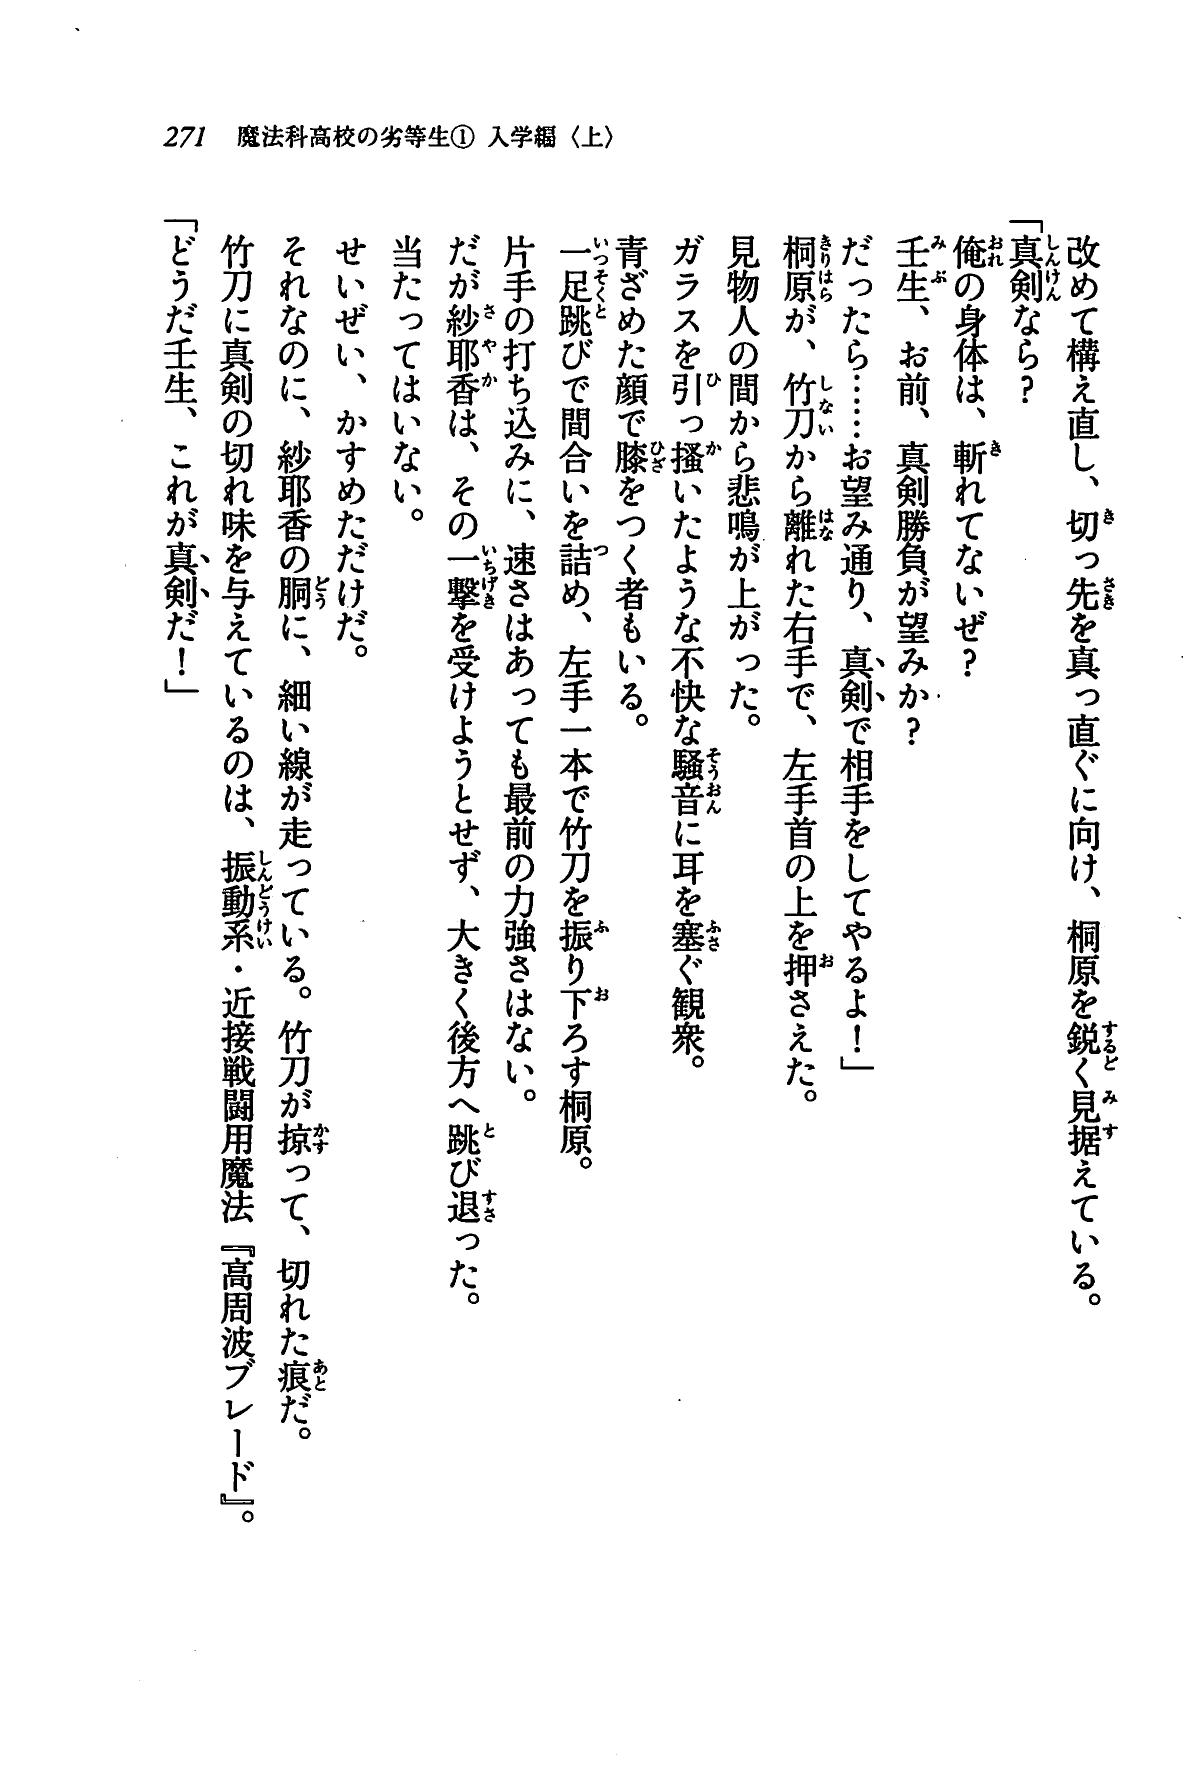 271　魔法科高校の劣等生① 入学編〈上〉
改めて構え直し、切っ先を真っ直ぐに向け、桐原を鋭く見据えている。
「真剣なら？
俺の身体は、斬れてないぜ？
壬生、お前、真剣勝負が望みか？
だったら……お望み通り、真剣で相手をしてやるよ！」
桐原が、竹刀から離れた右手で、左手首の上を押さえた。
見物人の間から悲鳴が上がった。
ガラスを引っ掻いたような不快な騒音に耳を塞ぐ観衆。
青ざめた顔で膝をつく者もいる。
一足跳びで間合いを詰め、左手一本で竹刀を振り下ろす桐原。
片手の打ち込みに、速さはあっても最前の力強さはない。
だが紗耶香は、その一撃を受けようとせず、大きく後方へ跳び退った。
当たってはいない。
せいぜい、かすめただけだ。
それなのに、紗耶香の胴に、細い線が走っている。竹刀が掠って、切れた痕だ。
竹刀に真剣の切れ味を与えているのは、振動系・近接戦闘用魔法『高周波ブレード』。
「どうだ壬生、これが真剣だ！」